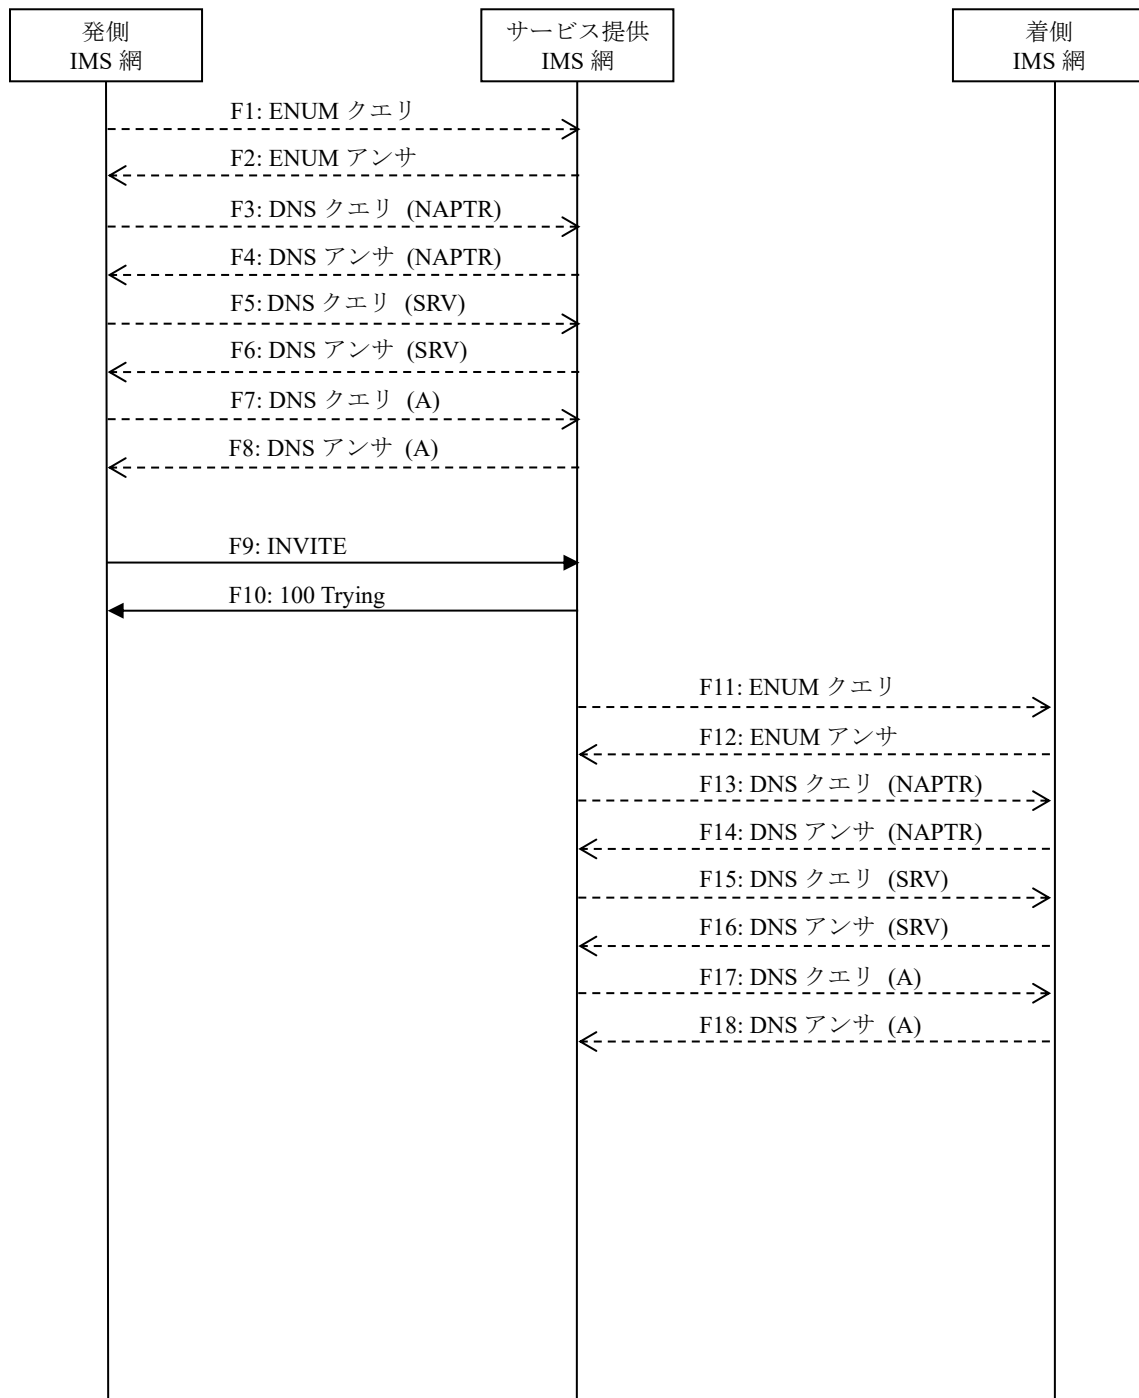 発側
IMS 網
サービス提供
IMS 網
着側
IMS 網
F1: ENUM クエリ
F2: ENUM アンサ
F3: DNS クエリ (NAPTR)
F4: DNS アンサ (NAPTR)
F5: DNS クエリ (SRV)
F6: DNS アンサ (SRV)
F7: DNS クエリ (A)
F8: DNS アンサ (A)
F9: INVITE
F10: 100 Trying
F11: ENUM クエリ
F12: ENUM アンサ
F13: DNS クエリ (NAPTR)
F14: DNS アンサ (NAPTR)
F15: DNS クエリ (SRV)
F16: DNS アンサ (SRV)
F17: DNS クエリ (A)
F18: DNS アンサ (A)